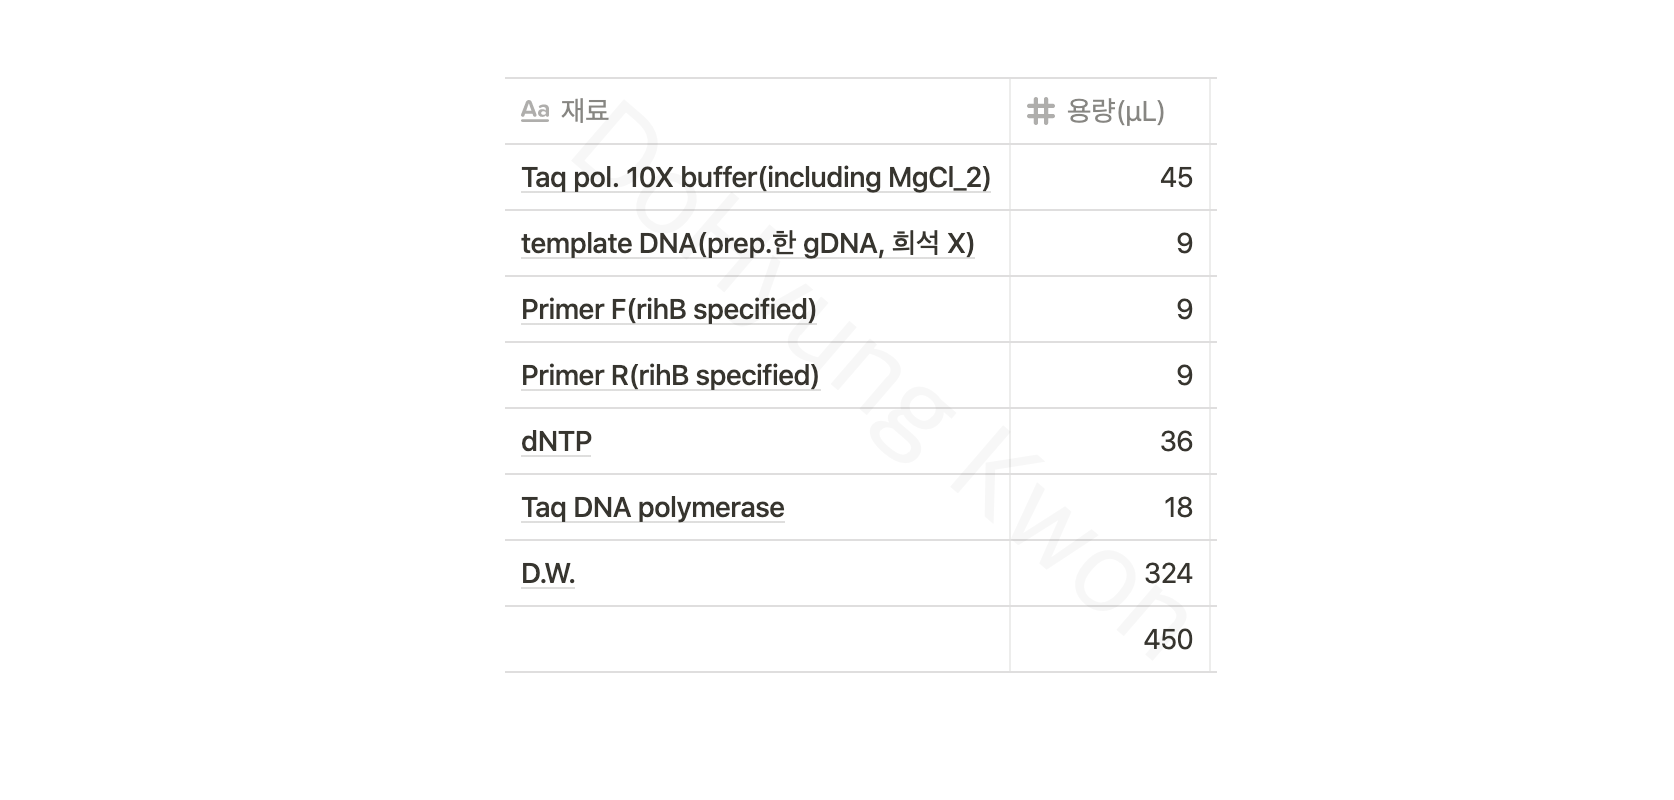 Aa 재료 # 용량(μL)
Taq pol. 10X buffer(including MgCl_2) 45
template DNA(prep.한 gDNA, 희석 X) 9
Primer F(rihB specified) 9
Primer R(rihB specified) 9
dNTP 36
Taq DNA polymerase 18
D.W. 324
450
DoHyung Kwon